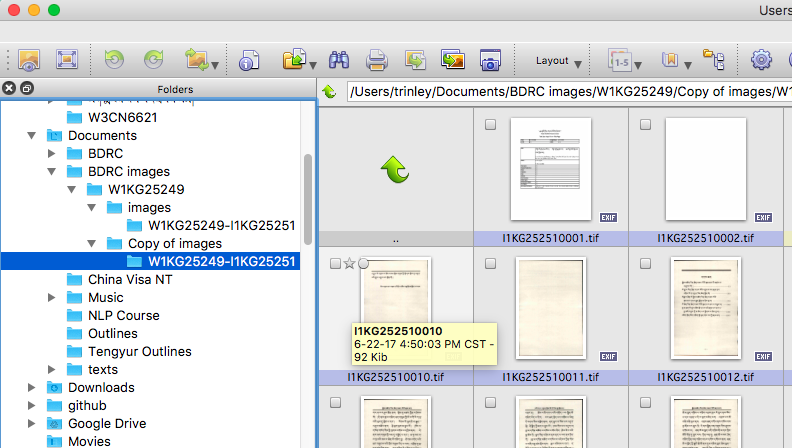 Users
Layout
1-5
Folders
/Users/trinley/Documents/BDRC images/W1KG25249/Copy of images/W1
W3CN6621
Documents
BDRC
BDRC images
W1KG25249
images
W1KG25249-I1KG25251
Copy of images
W1KG25249-I1KG25251
China Visa NT
Music
NLP Course
Outlines
Tengyur Outlines
texts
Downloads
github
Google Drive
Movies
EXIF
EXIF
..
I1KG252510001.tif
I1KG252510002.tif
I1KG252510010
6-22-17 4:50:03 PM CST -
92 Kib
EXIF
EXIF
I1KG252510010.tif
I1KG252510011.tif
I1KG252510012.tif